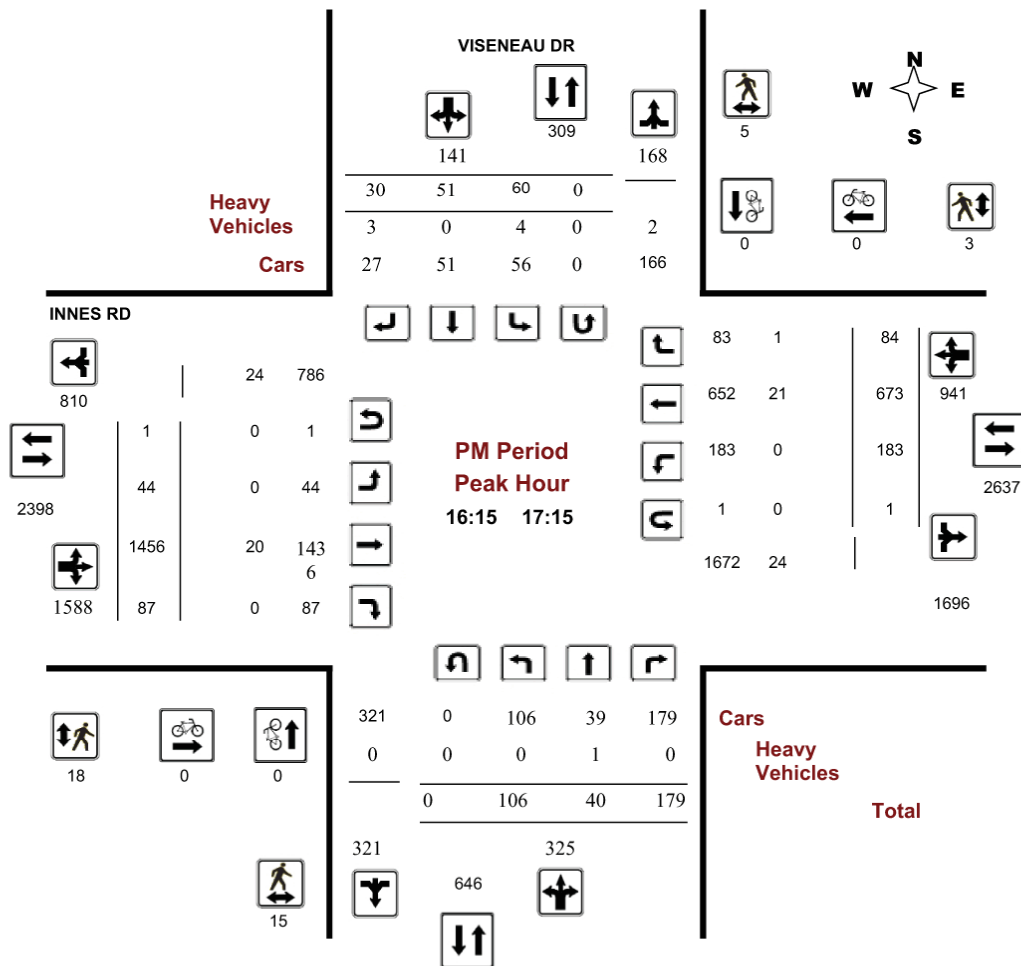 VISENEAU DR
N
W E
S
309
5
141 168
30 51 60 0
Heavy
Vehicles
3 0 4 0 2
0 0 3
Cars 27 51 56 0 166
INNES RD
83 1 84
24 786
810
652 21 673 941
1 0 1
183 0 183
PM Period
Peak Hour
44 0 44
2637
2398
16:15 17:15
1 0 1
1456 20 143
6
1672 24
1588 87 0 87
1696
321 0 106 39 179 Cars
0 0 0 1 0 Heavy
Vehicles
18 0 0
0 106 40 179 Total
321 325
646
15